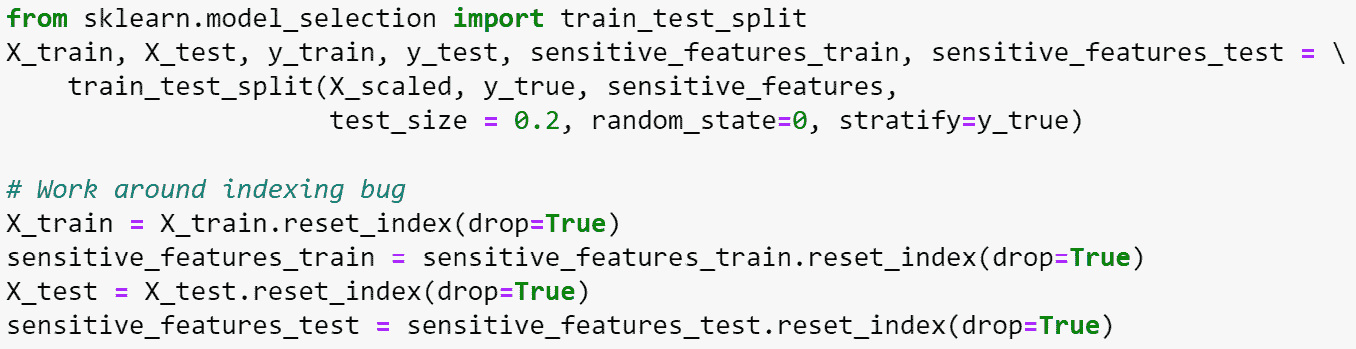 from sklearn.model_selection import train_test_split
X_train, X_test, y_train, y_test, sensitive_features_train, sensitive_features_test = \
    train_test_split(X_scaled, y_true, sensitive_features,
                     test_size = 0.2, random_state=0, stratify=y_true)

# Work around indexing bug
X_train = X_train.reset_index(drop=True)
sensitive_features_train = sensitive_features_train.reset_index(drop=True)
X_test = X_test.reset_index(drop=True)
sensitive_features_test = sensitive_features_test.reset_index(drop=True)